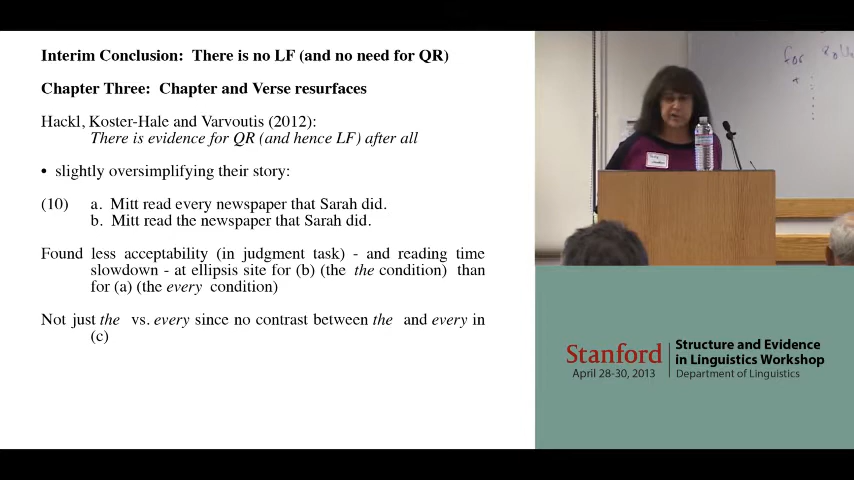 Interim Conclusion: There is no LF (and no need for QR)
Chapter Three: Chapter and Verse resurfaces
Hackl, Koster-Hale and Varvoutis (2012):
There is evidence for QR (and hence LF) after all
• slightly oversimplifying their story:
(10) a. Mitt read every newspaper that Sarah did.
b. Mitt read the newspaper that Sarah did.
Found less acceptability (in judgment task) - and reading time
slowdown - at ellipsis site for (b) (the the condition) than
for (a) (the every condition)
Not just the vs. every since no contrast between the and every in
(c)
for
Stanford
April 28-30, 2013
Structure and Evidence
in Linguistics Workshop
Department of Linguistics